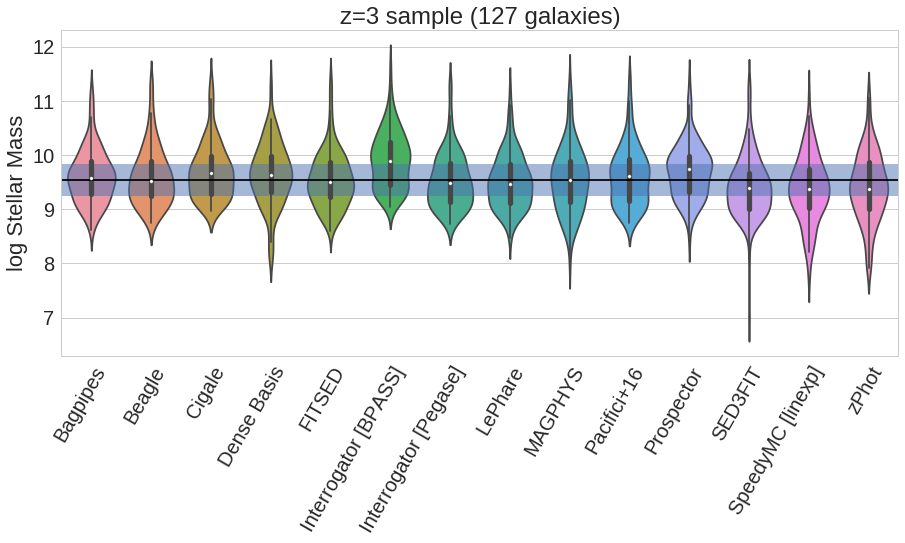 z=3 sample (127 galaxies)
log Stellar Mass
12
11
10
9
8
7
Bagpipes
Beagle
Cigale
Dense Basis
FITSED
Interrogator [BPASS]
Interrogator [Pegase]
LePhare
MAGPHYS
Pacifici+16
Prospector
SED3FIT
SpeedyMC [linexp]
zPhot